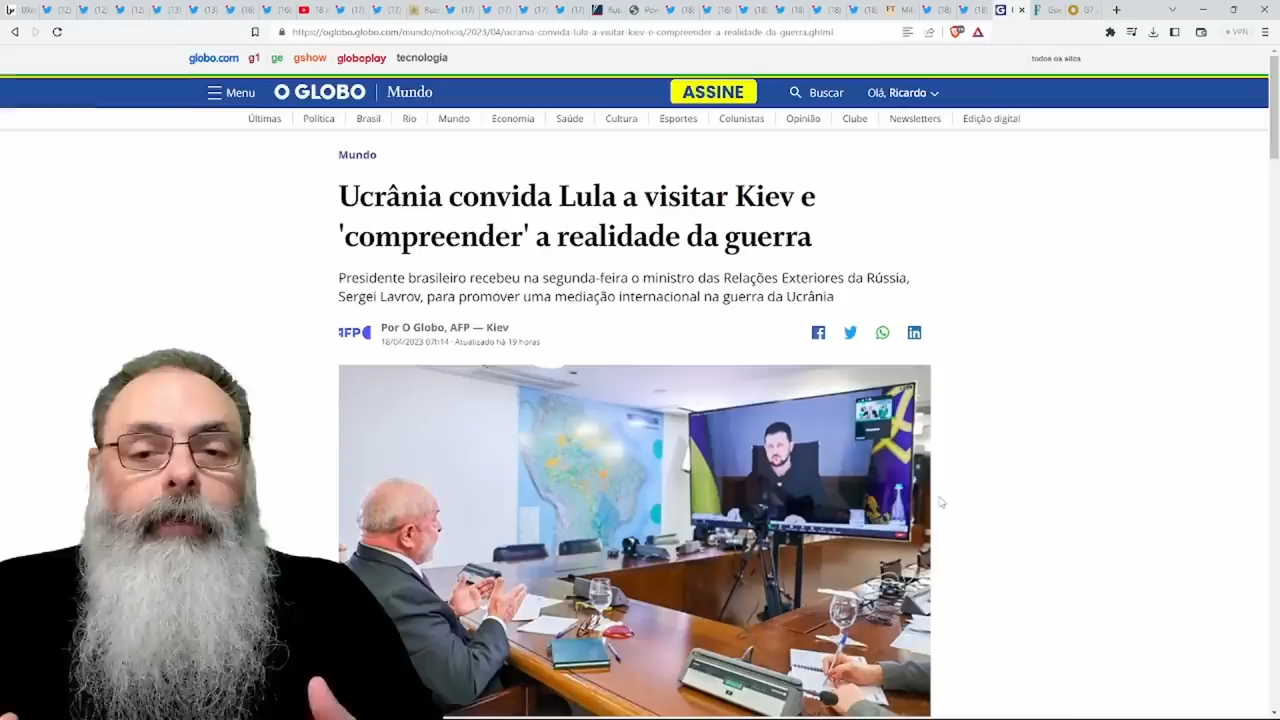 https://oglobo.globo.com/mundo/noticia/2023/04/ucrania-convida-lula-a-visitar-kiev-e-compreender-a-realidade-da-guerra.ghtml
VPN
globo.com g1 ge gshow globoplay tecnologia
todos os sites
Menu O GLOBO Mundo ASSINE Buscar Olá, Ricardo
Últimas Política Brasil Rio Mundo Economia Saúde Cultura Esportes Colunistas Opinião Clube Newsletters Edição digital
Mundo
Ucrânia convida Lula a visitar Kiev e
'compreender' a realidade da guerra
Presidente brasileiro recebeu na segunda-feira o ministro das Relações Exteriores da Rússia,
Sergei Lavrov, para promover uma mediação internacional na guerra da Ucrânia
AFP
Por O Globo, AFP — Kiev
18/04/2023 07h14 · Atualizado há 19 horas